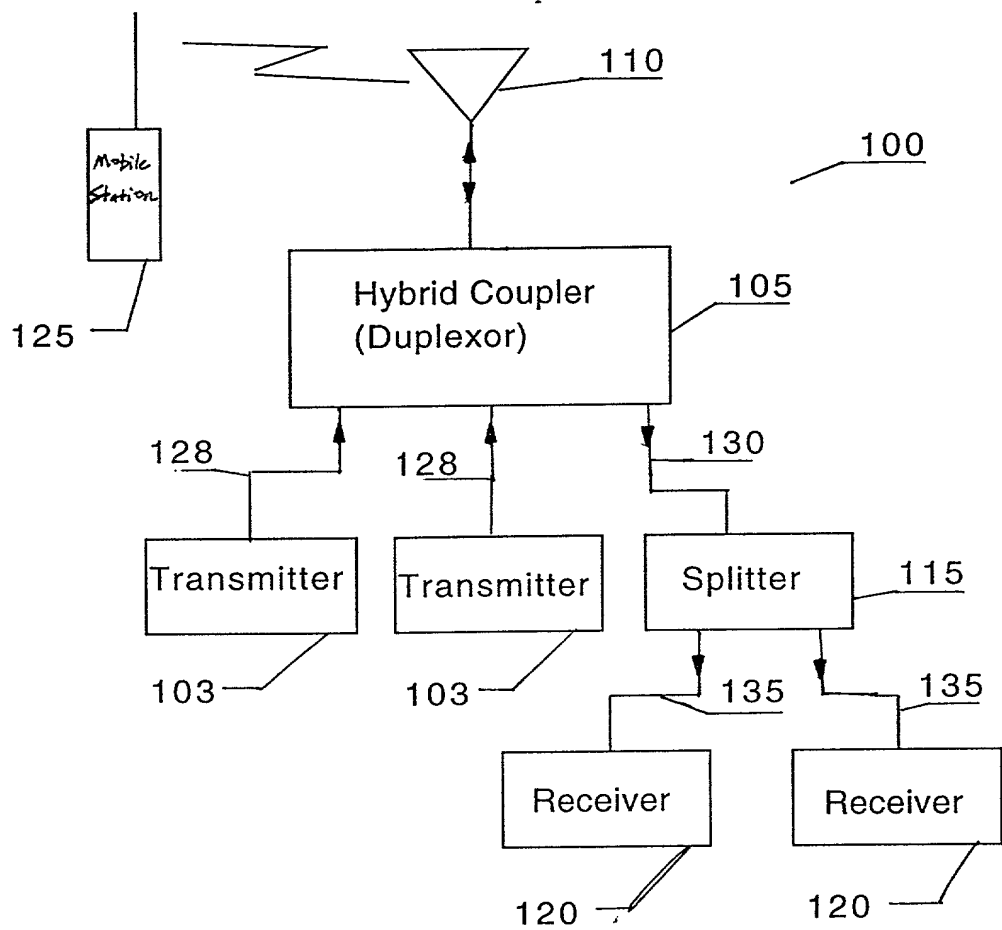 110
100
Mobile
Station
125
Hybrid Coupler
(Duplexor)
105
128
128
130
Transmitter
Transmitter
Splitter
115
103
103
135
135
Receiver
Receiver
120
120